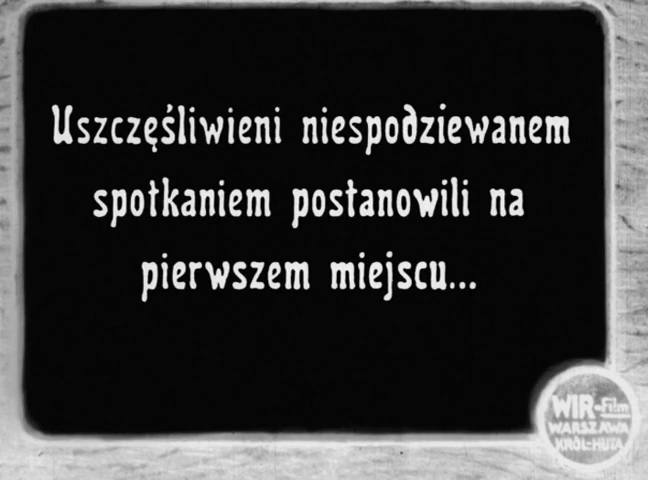 Uszczęśliwieni niespodziewanem
spotkaniem postanowili na
pierwszem miejscu...
WIR-Film
WARSZAWA
KRÓL-HUTA